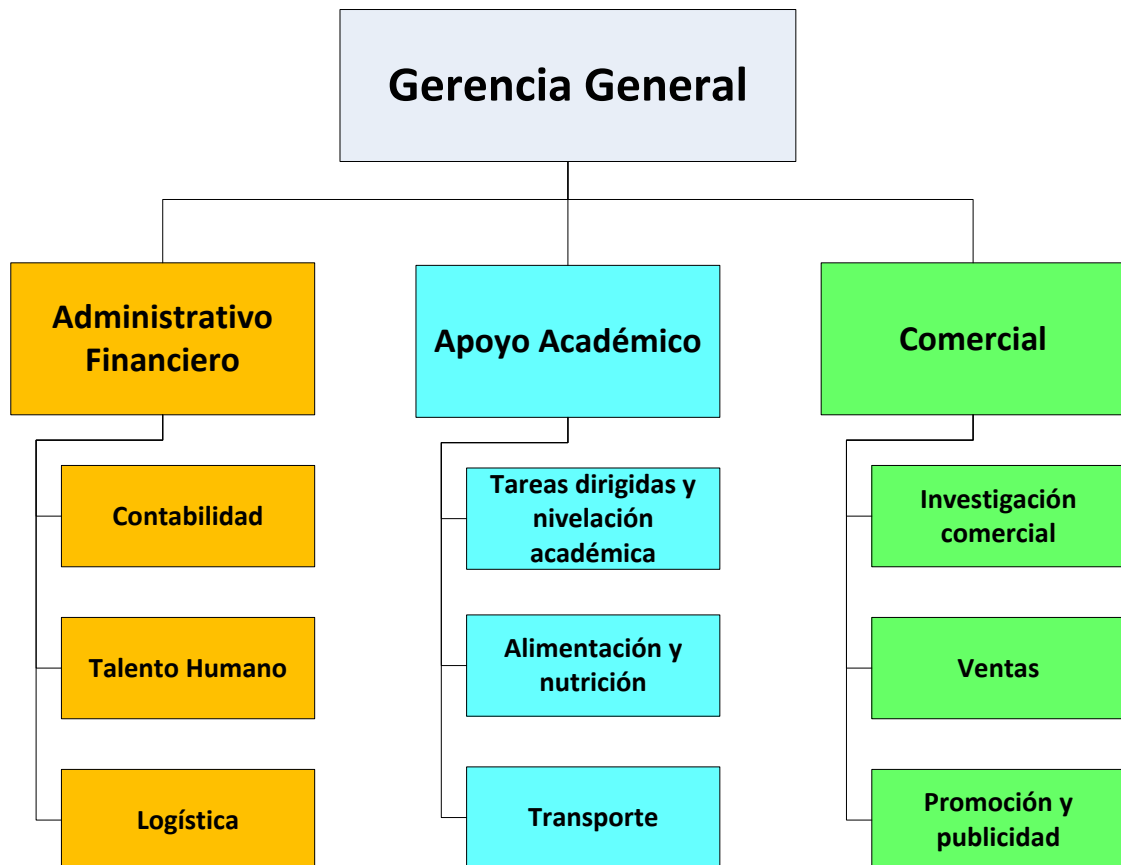 Gerencia General
Administrativo
Financiero
Apoyo Académico
Comercial
Contabilidad
Tareas dirigidas y
nivelación
académica
Investigación
comercial
Talento Humano
Alimentación y
nutrición
Ventas
Logística
Transporte
Promoción y
publicidad